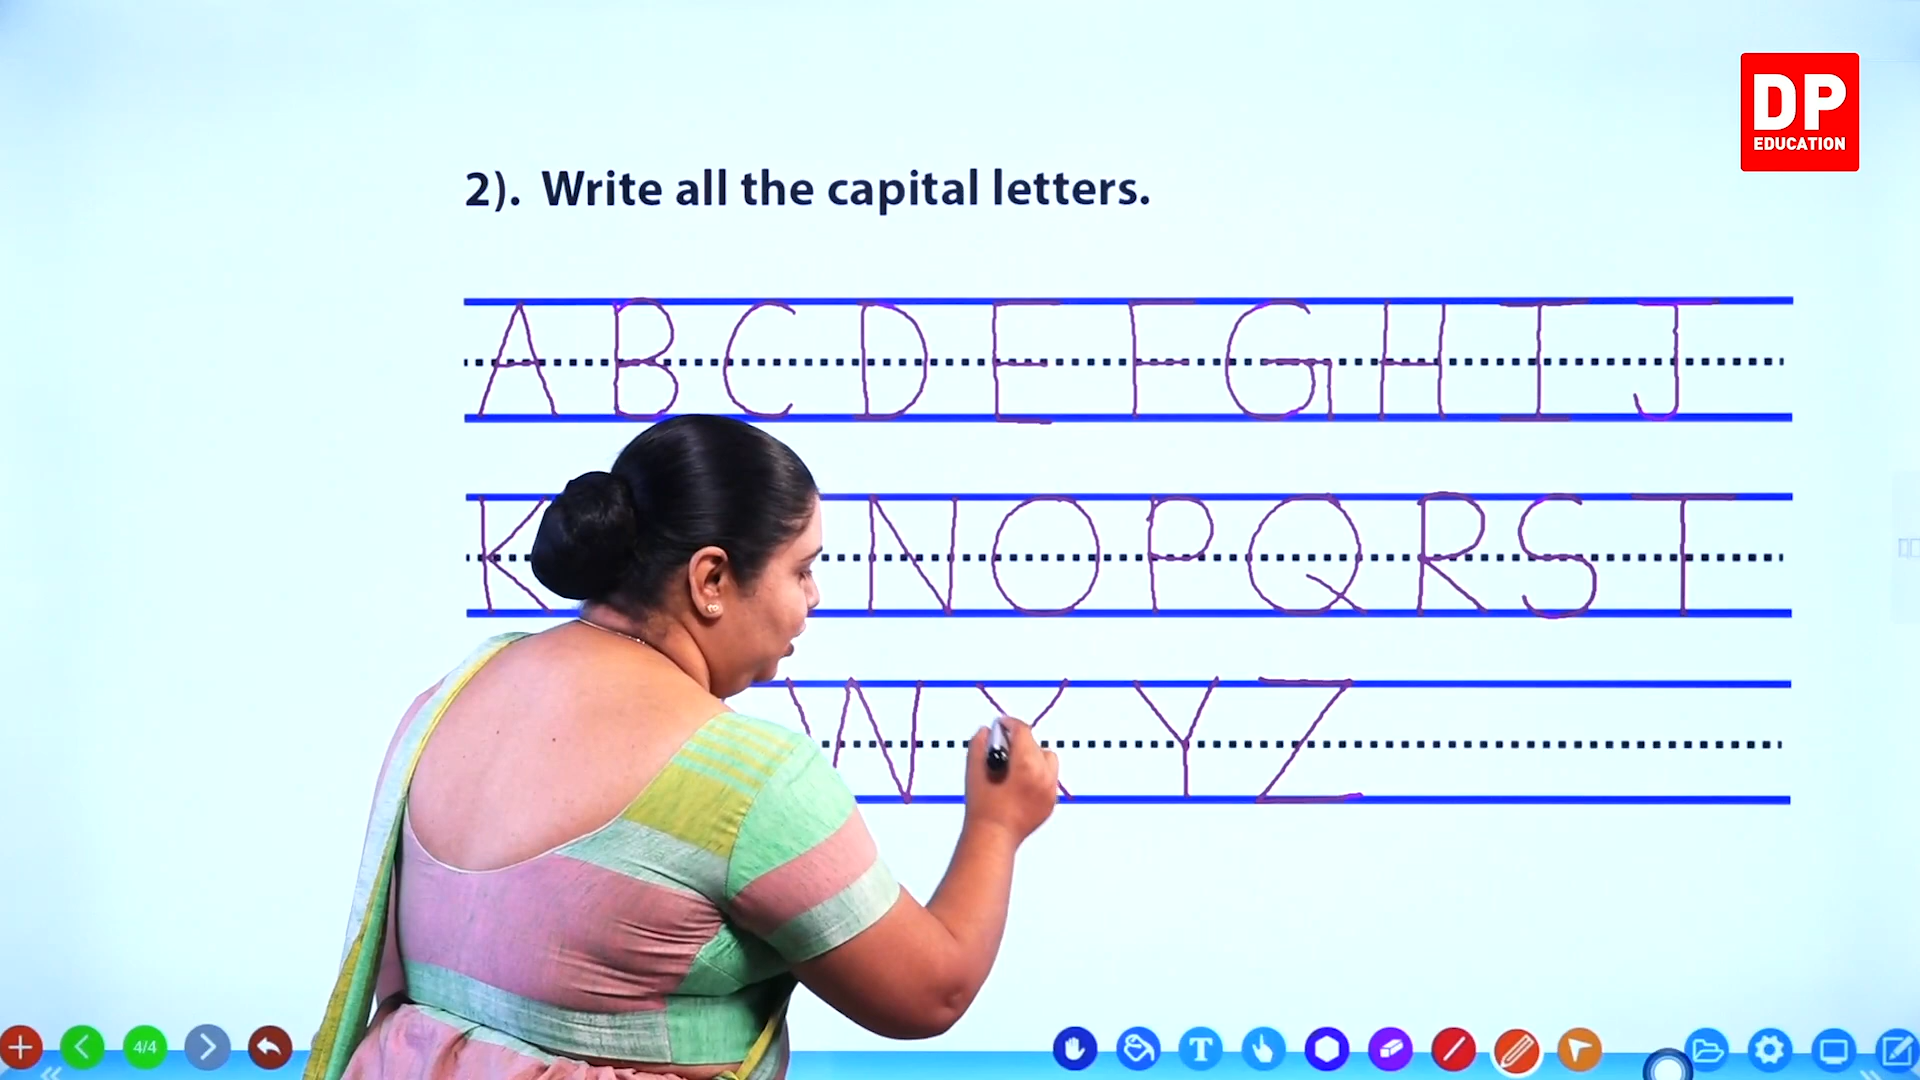 DP
EDUCATION
2). Write all the capital letters.
A B C D E F G H I J
K N O P Q R S T
W X Y Z
4/4